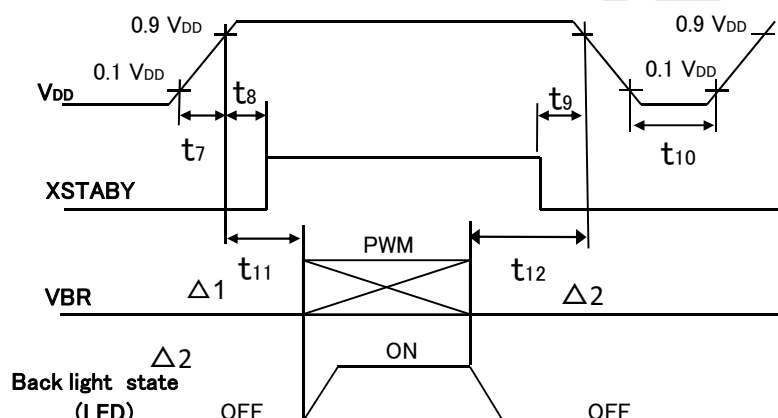 0.9 VDD
0.9 VDD
0.1 VDD
0.1 VDD
VDD
t8
t9
t7
t10
XSTABY
PWM
t11
t12
△1
△2
VBR
△2
ON
Back light state
(LED)
OFF
OFF